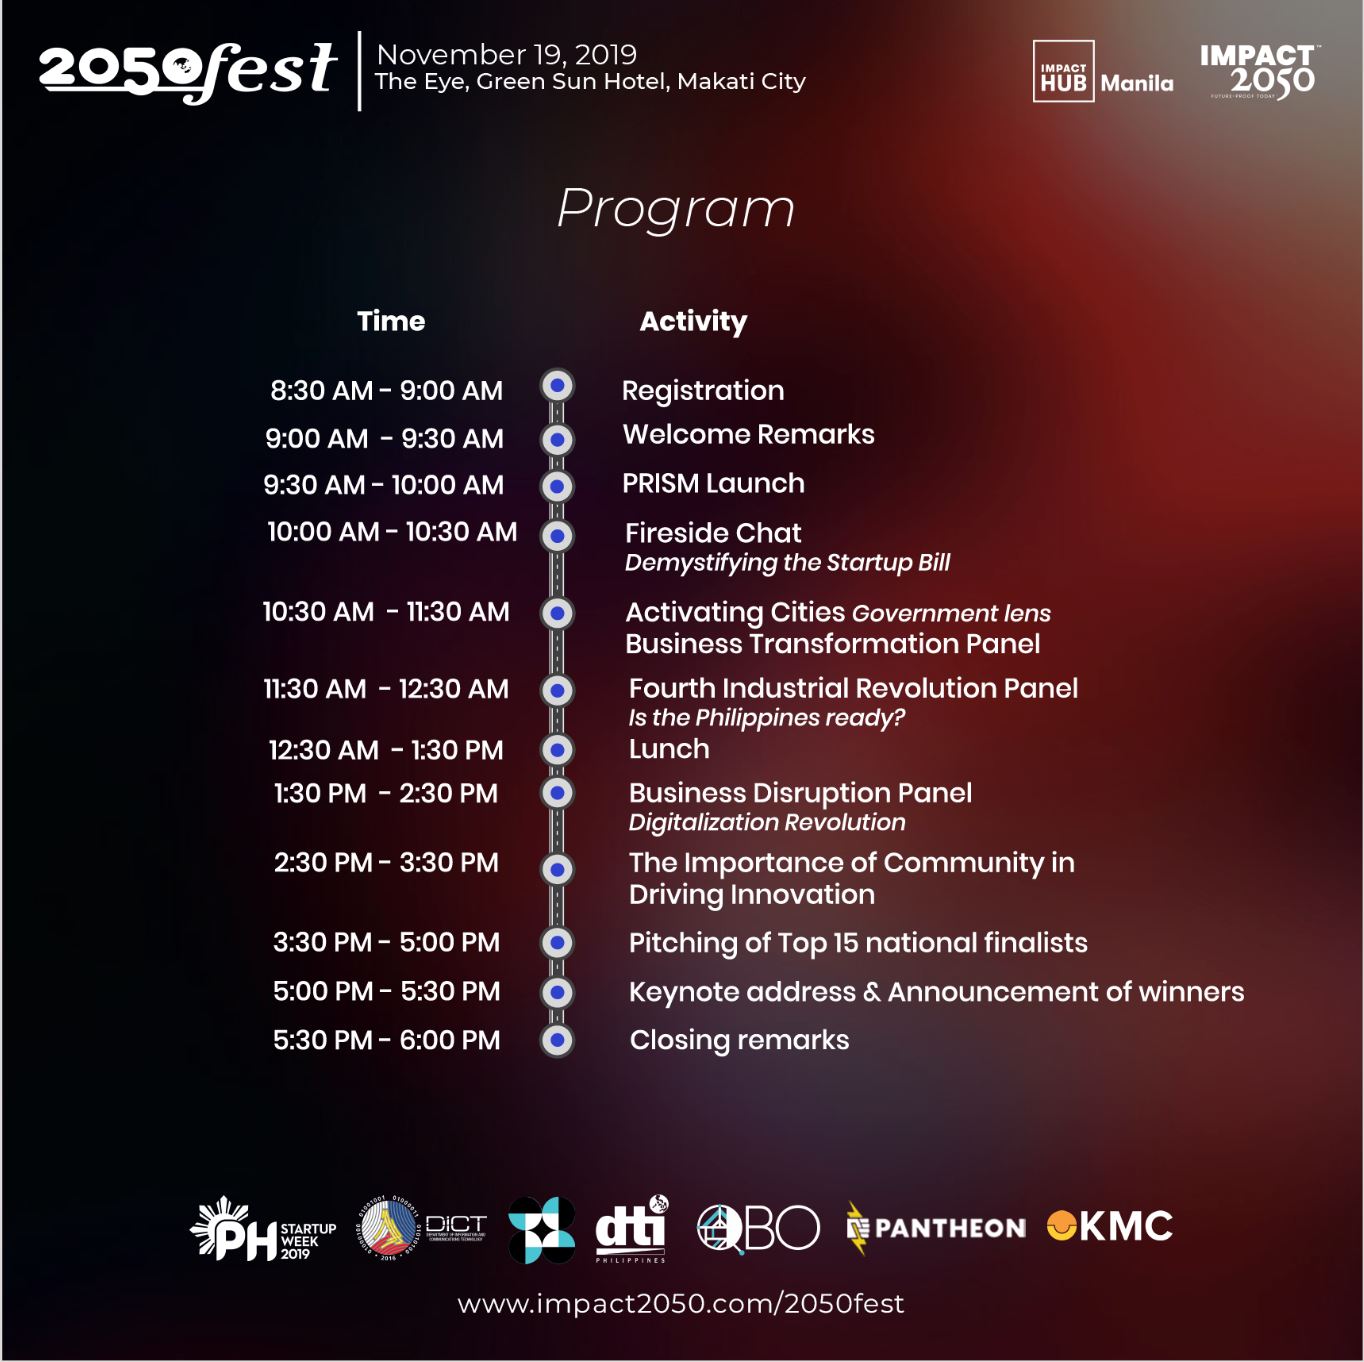 2050fest
November 19, 2019
The Eye, Green Sun Hotel, Makati City
IMPACT
HUB Manila
IMPACT™
2050
FUTURE-PROOF TODAY
Program
Time Activity
8:30 AM - 9:00 AM Registration
9:00 AM - 9:30 AM Welcome Remarks
9:30 AM - 10:00 AM PRISM Launch
10:00 AM - 10:30 AM Fireside Chat
Demystifying the Startup Bill
10:30 AM - 11:30 AM Activating Cities Government lens
Business Transformation Panel
11:30 AM - 12:30 AM Fourth Industrial Revolution Panel
Is the Philippines ready?
12:30 AM - 1:30 PM Lunch
1:30 PM - 2:30 PM Business Disruption Panel
Digitalization Revolution
2:30 PM - 3:30 PM The Importance of Community in
Driving Innovation
3:30 PM - 5:00 PM Pitching of Top 15 national finalists
5:00 PM - 5:30 PM Keynote address & Announcement of winners
5:30 PM - 6:00 PM Closing remarks
PH STARTUP
WEEK
2019
2016
DICT
DEPARTMENT OF INFORMATION AND
COMMUNICATIONS TECHNOLOGY
dti
PHILIPPINES
QBO
PANTHEON
KMC
www.impact2050.com/2050fest